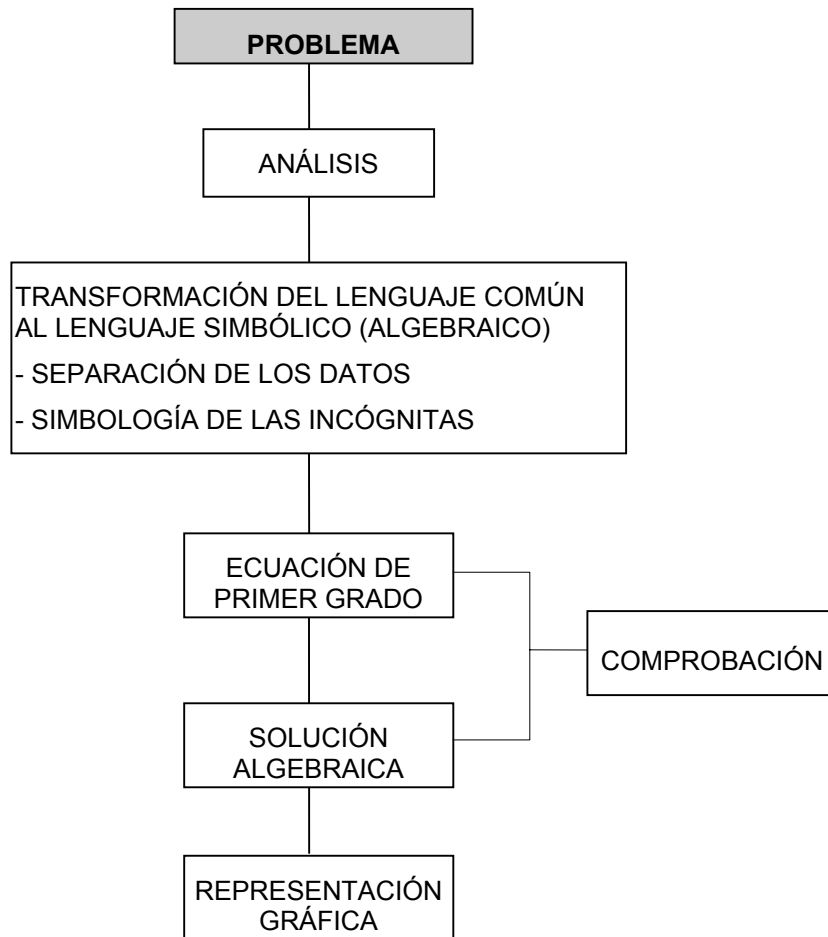 PROBLEMA
ANÁLISIS
TRANSFORMACIÓN DEL LENGUAJE COMÚN
AL LENGUAJE SIMBÓLICO (ALGEBRAICO)
- SEPARACIÓN DE LOS DATOS
- SIMBOLOGÍA DE LAS INCÓGNITAS
ECUACIÓN DE
PRIMER GRADO
COMPROBACIÓN
SOLUCIÓN
ALGEBRAICA
REPRESENTACIÓN
GRÁFICA